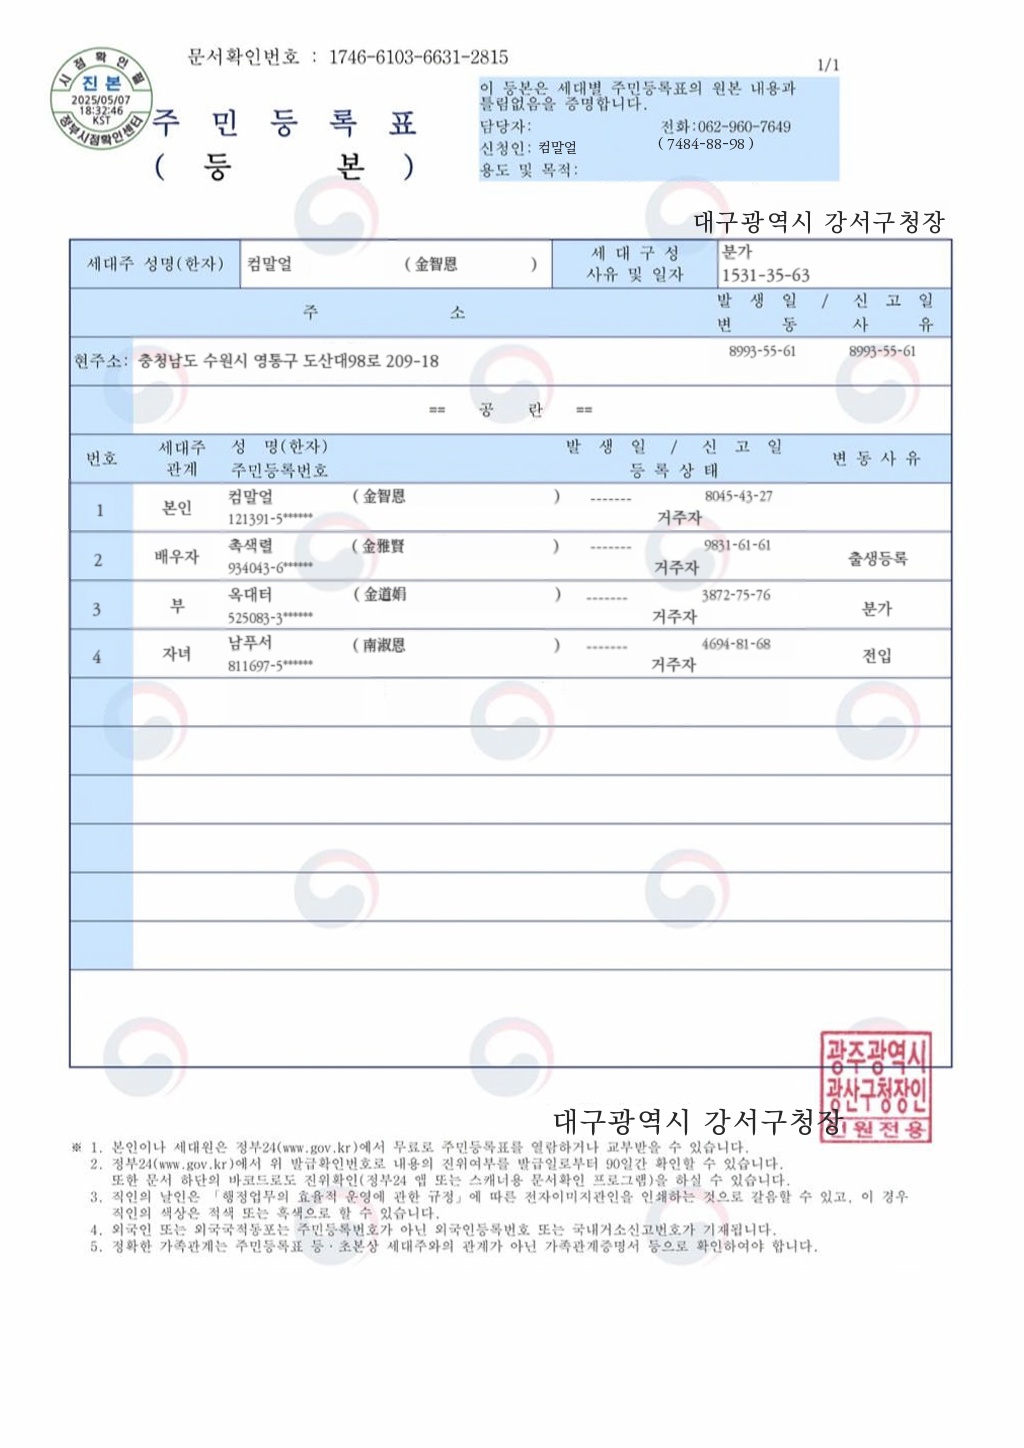 문서확인번호 : 1746-6103-6631-2815
1/1
시점확인필
진본
2025/05/07
18:32:46
KST
정부시점확인센터
주 민 등 록 표
( 등 본 )
이 등본은 세대별 주민등록표의 원본 내용과
틀림없음을 증명합니다.
담당자: 전화:062-960-7649
신청인: 컴말얼 (7484-88-98 )
용도 및 목적:
대구광역시 강서구청장
세대주 성명(한자) 컴말얼 ( 金智恩 ) 세 대 구 성 사유 및 일자 분가
1531-35-63
주 소 발 생 일 / 신 고 일
변 동 사 유
현주소: 충청남도 수원시 영통구 도산대98로 209-18 8993-55-61 8993-55-61
== 공 란 ==
번호 세대주 관계 성 명(한자) 주민등록번호 발 생 일 / 신 고 일 등 록 상 태 변 동 사 유
1 본인 컴말얼 ( 金智恩 ) ------- 8045-43-27
121391-5****** 거주자
2 배우자 촉색렬 ( 金雅賢 ) ------- 9831-61-61 출생등록
934043-6****** 거주자
3 부 옥대터 ( 金道娟 ) ------- 3872-75-76 분가
525083-3****** 거주자
4 자녀 남푸서 ( 南淑恩 ) ------- 4694-81-68 전입
811697-5****** 거주자
광주광역시
광산구청장인
민원전용
대구광역시 강서구청장
※ 1. 본인이나 세대원은 정부24(www.gov.kr)에서 무료로 주민등록표를 열람하거나 교부받을 수 있습니다.
2. 정부24(www.gov.kr)에서 위 발급확인번호로 내용의 진위여부를 발급일로부터 90일간 확인할 수 있습니다.
또한 문서 하단의 바코드로도 진위확인(정부24 앱 또는 스캐너용 문서확인 프로그램)을 하실 수 있습니다.
3. 직인의 날인은 「행정업무의 효율적 운영에 관한 규정」에 따른 전자이미지관인을 인쇄하는 것으로 갈음할 수 있고, 이 경우
직인의 색상은 적색 또는 흑색으로 할 수 있습니다.
4. 외국인 또는 외국국적동포는 주민등록번호가 아닌 외국인등록번호 또는 국내거소신고번호가 기재됩니다.
5. 정확한 가족관계는 주민등록표 등·초본상 세대주와의 관계가 아닌 가족관계증명서 등으로 확인하여야 합니다.